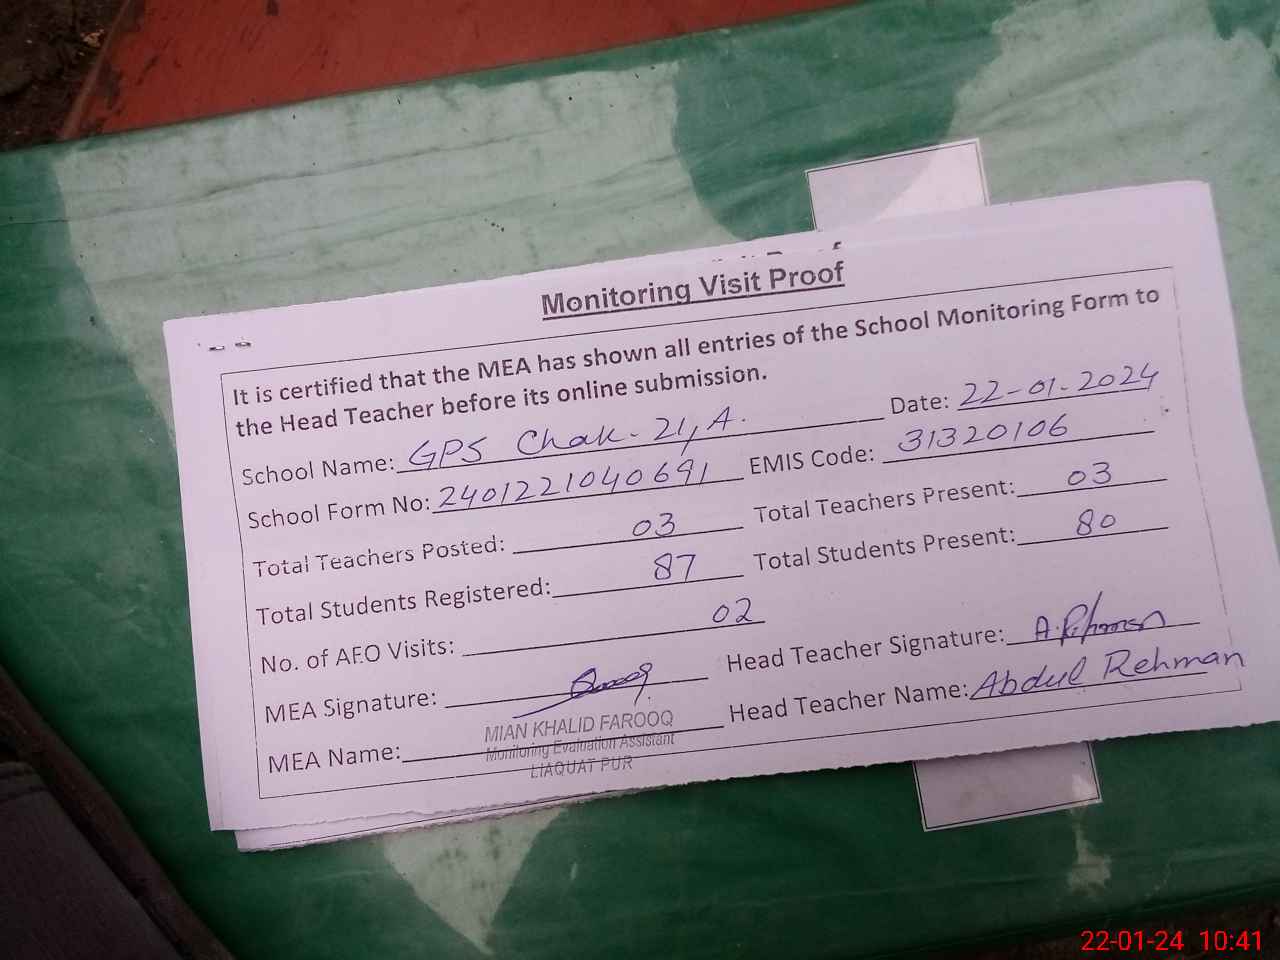 Monitoring Visit Proof
It is certified that the MEA has shown all entries of the School Monitoring Form to
the Head Teacher before its online submission.
School Name: GPS Chak-21,A. Date: 22-01-2024
School Form No: 2401221040691 EMIS Code: 31320106
Total Teachers Posted: 03 Total Teachers Present: 03
Total Students Registered: 87 Total Students Present: 80
No. of AEO Visits: 02
MEA Signature: Head Teacher Signature: A.Rehman
MEA Name: MIAN KHALID FAROOQ Head Teacher Name: Abdul Rehman
Monitoring Evaluation Assistant
LIAQUAT PUR
22-01-24 10:41